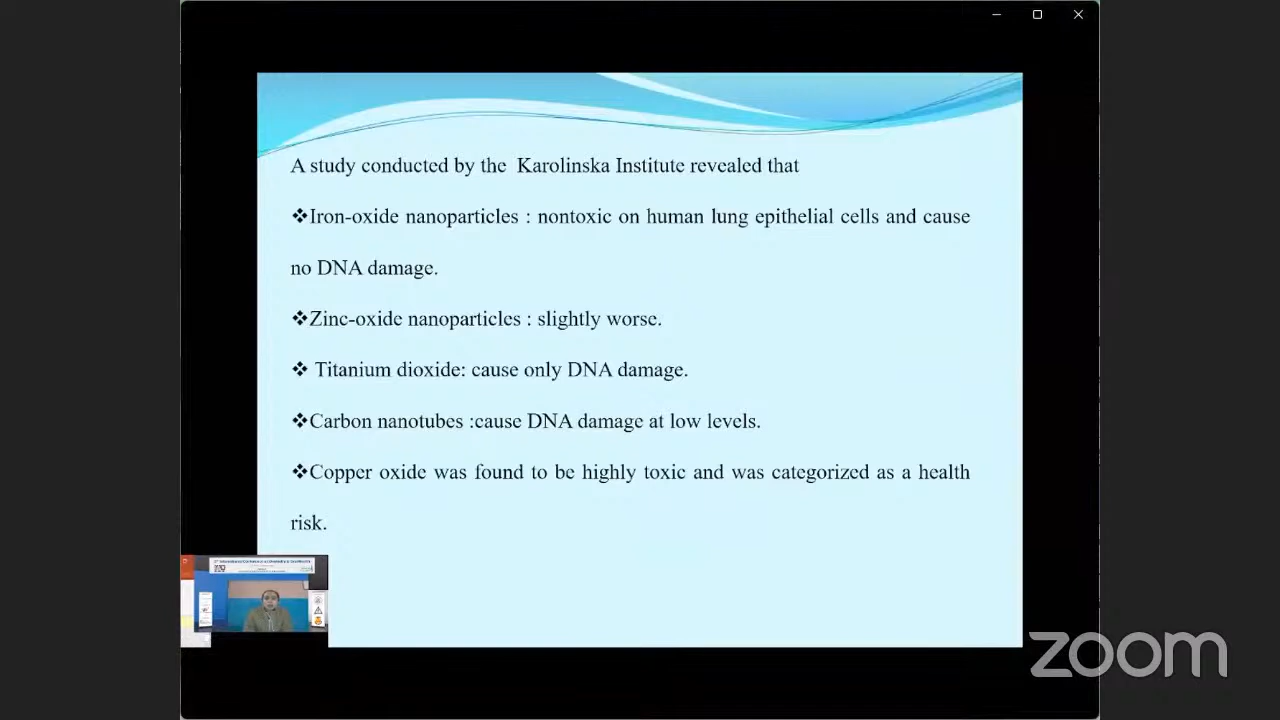 A study conducted by the Karolinska Institute revealed that
❖Iron-oxide nanoparticles : nontoxic on human lung epithelial cells and cause
no DNA damage.
❖Zinc-oxide nanoparticles : slightly worse.
❖ Titanium dioxide: cause only DNA damage.
❖Carbon nanotubes :cause DNA damage at low levels.
❖Copper oxide was found to be highly toxic and was categorized as a health
risk.
zoom